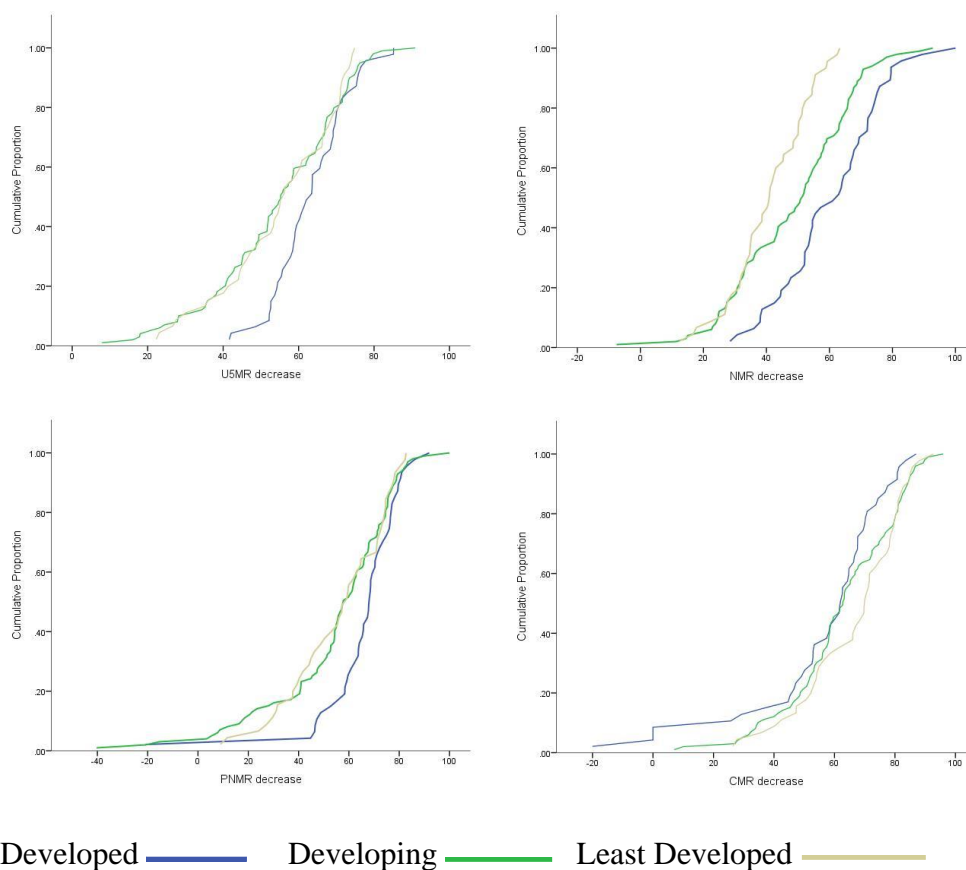 1.00
.80
.60
.40
.20
.00
Cumulative Proportion
0 20 40 60 80 100
U5MR decrease
1.00
.80
.60
.40
.20
.00
Cumulative Proportion
-20 0 20 40 60 80 100
NMR decrease
1.00
.80
.60
.40
.20
.00
Cumulative Proportion
-40 -20 0 20 40 60 80 100
PNMR decrease
1.00
.80
.60
.40
.20
.00
Cumulative Proportion
-20 0 20 40 60 80 100
CMR decrease
Developed Developing Least Developed